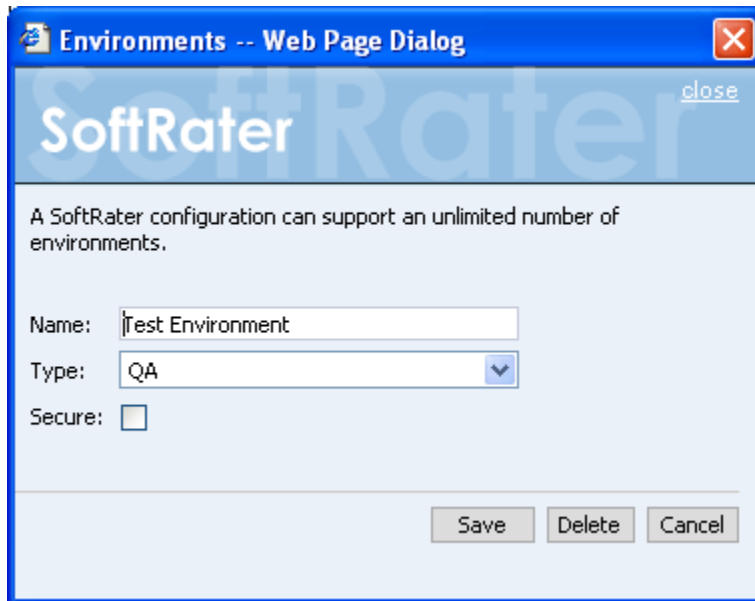 Environments -- Web Page Dialog
close
SoftRater
SoftRater
A SoftRater configuration can support an unlimited number of
environments.
Name: Test Environment
Type: QA
Secure:
Save Delete Cancel